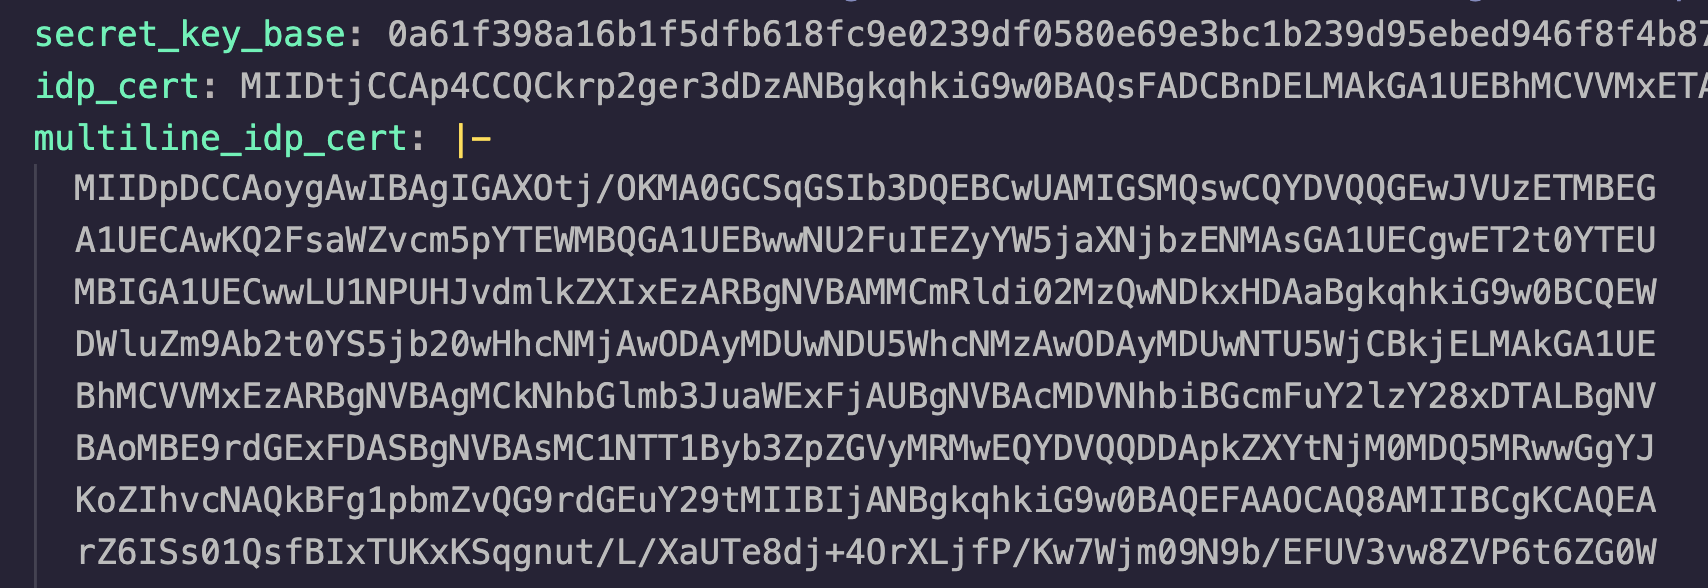 secret_key_base: 0a61f398a16b1f5dfb618fc9e0239df0580e69e3bc1b239d95ebed946f8f4b87
idp_cert: MIIDtjCCAp4CCQCkrp2ger3dDzANBgkqhkiG9w0BAQsFADCBnDELMAkGA1UEBhMCVVMxETA
multiline_idp_cert: |-
MIIDpDCCAoygAwIBAgIGAXOtj/OKMA0GCSqGSIb3DQEBCwUAMIGSMQswCQYDVQQGEwJVUzETMBEG
A1UECAwKQ2FsaWZvcm5pYTEWMBQGA1UEBwwNU2FuIEZyYW5jaXNjbzENMAsGA1UECgwET2t0YTEU
MBIGA1UECwwLU1NPUHJvdmlkZXIxEzARBgNVBAMMCmRldi02MzQwNDkxHDAaBgkqhkiG9w0BCQEW
DWluZm9Ab2t0YS5jb20wHhcNMjAwODAyMDUwNDU5WhcNMzAwODAyMDUwNTU5WjCBkjELMAkGA1UE
BhMCVVMxEzARBgNVBAgMCkNhbGlmb3JuaWExFjAUBgNVBAcMDVNhbiBGcmFuY2lzY28xDTALBgNV
BAoMBE9rdGExFDASBgNVBAsMC1NTT1Byb3ZpZGVyMRMwEQYDVQQDDApkZXYtNjM0MDQ5MRwwGgYJ
KoZIhvcNAQkBFg1pbmZvQG9rdGEuY29tMIIBIjANBgkqhkiG9w0BAQEFAAOCAQ8AMIIBCgKCAQEA
rZ6ISs01QsfBIxTUKxKSqgnut/L/XaUTe8dj+4OrXLjfP/Kw7Wjm09N9b/EFUV3vw8ZVP6t6ZG0W